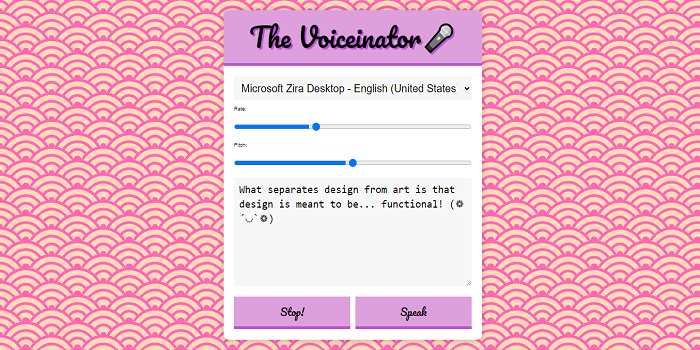 The Voiceinator
Microsoft Zira Desktop - English (United States
Rate:
Pitch:
What separates design from art is that
design is meant to be... functional! (❁
´◡`❁)
Stop!
Speak